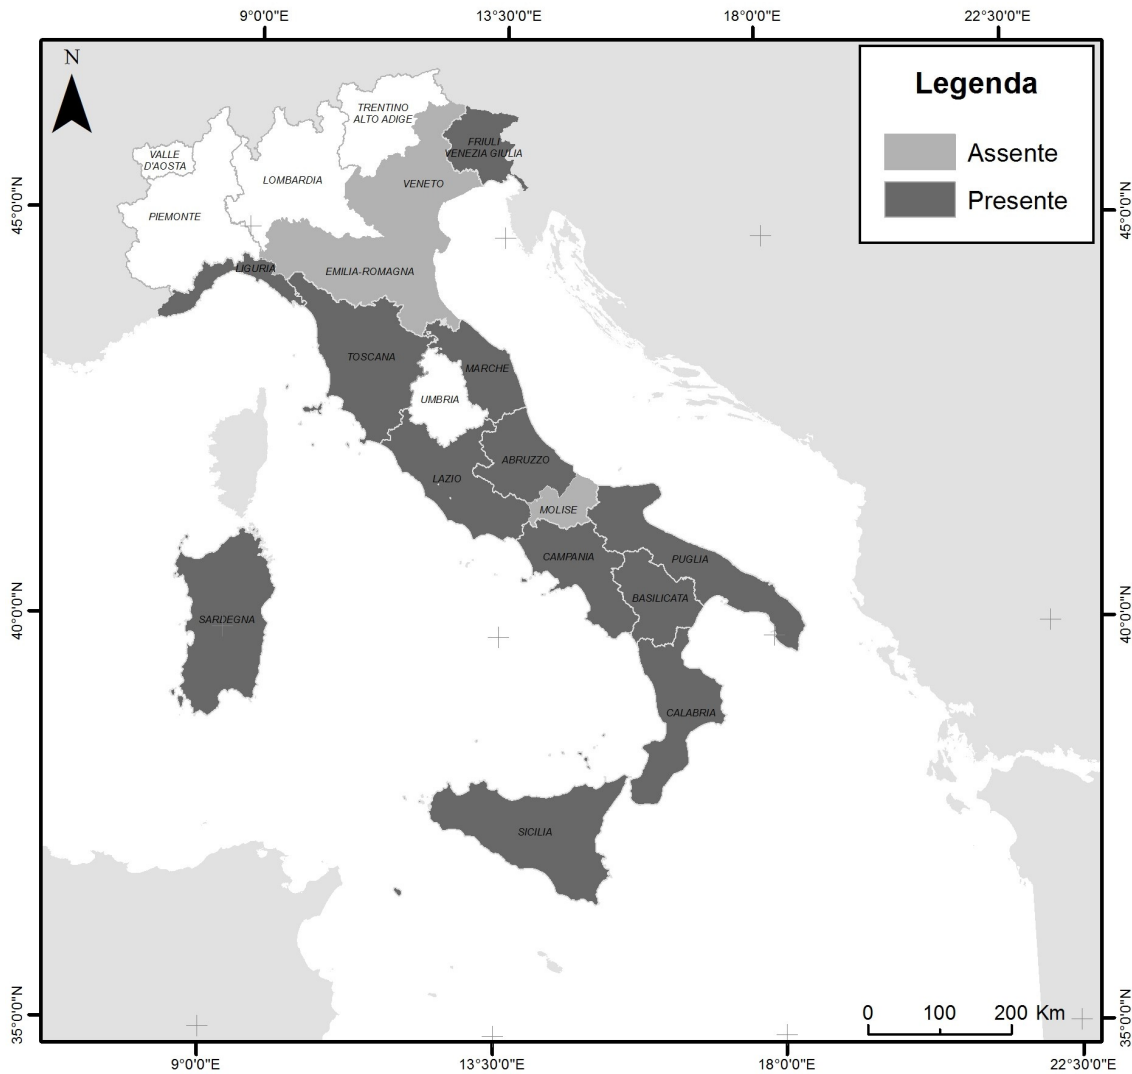 9°0'0"E
13°30'0"E
18°0'0"E
22°30'0"E
N
Legenda
Assente
Presente
45°0'0"N
45°0'0"N
TRENTINO
ALTO ADIGE
FRIULI
VENEZIA GIULIA
VALLE
D'AOSTA
LOMBARDIA
VENETO
PIEMONTE
LIGURIA
EMILIA-ROMAGNA
TOSCANA
MARCHE
UMBRIA
ABRUZZO
LAZIO
MOLISE
CAMPANIA
PUGLIA
BASILICATA
40°0'0"N
40°0'0"N
SARDEGNA
CALABRIA
SICILIA
35°0'0"N
35°0'0"N
0 100 200 Km
9°0'0"E
13°30'0"E
18°0'0"E
22°30'0"E